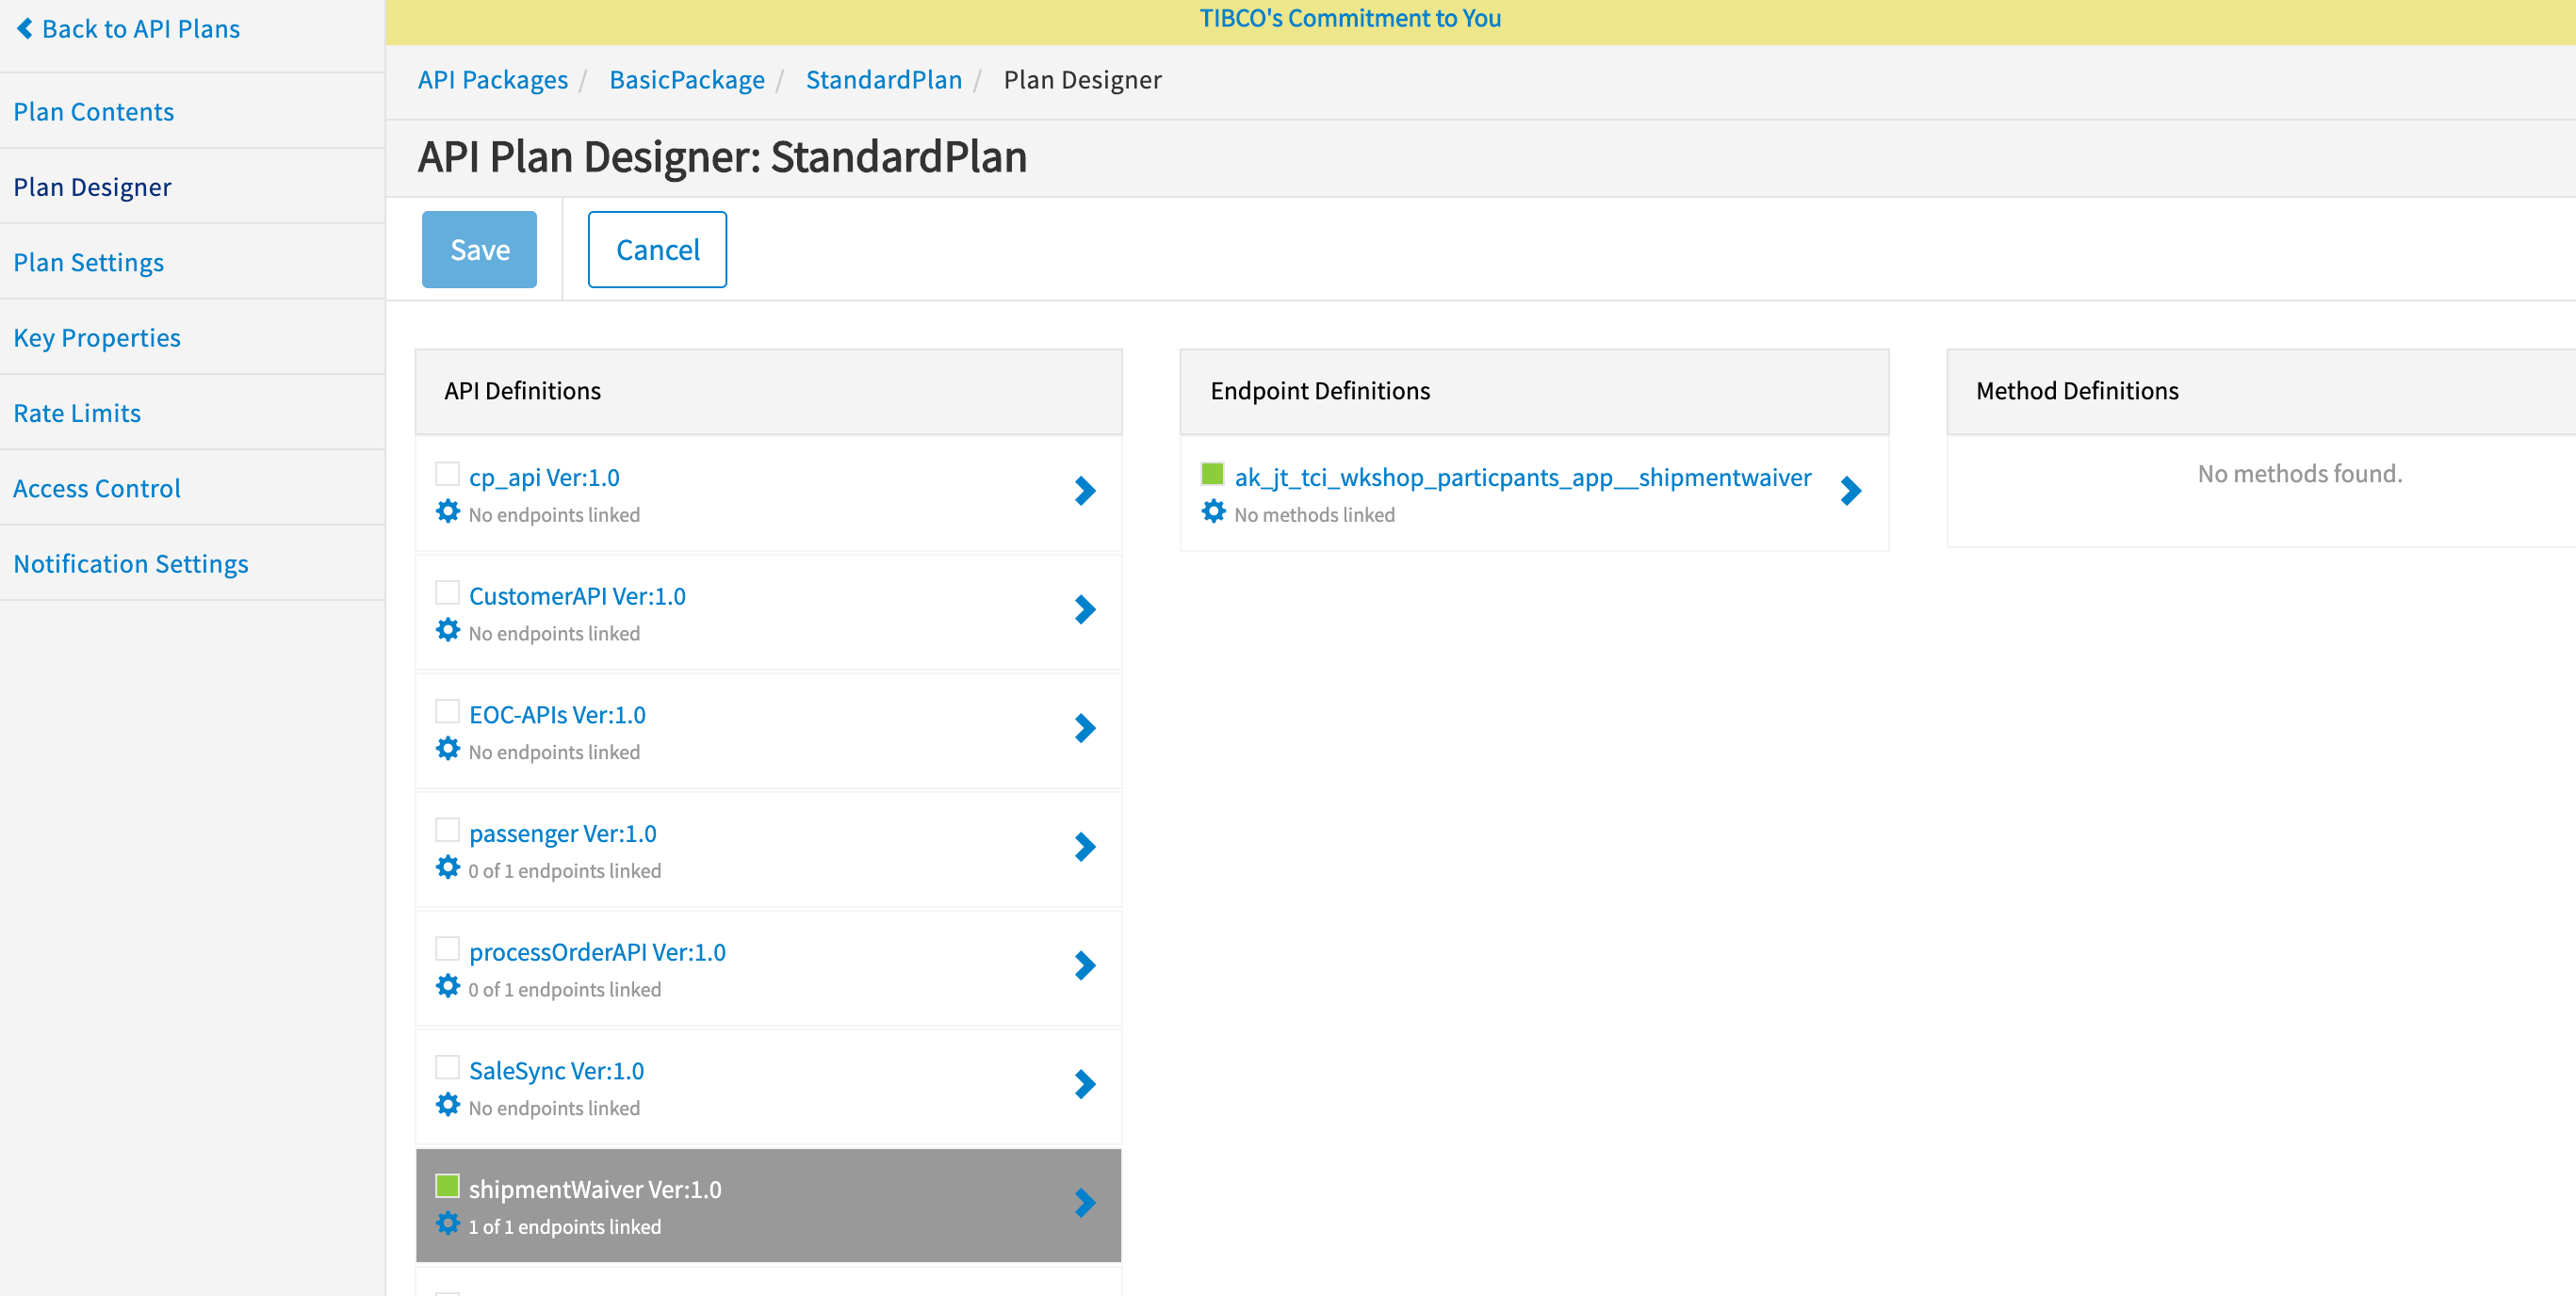 Back to API Plans
Plan Contents
Plan Designer
Plan Settings
Key Properties
Rate Limits
Access Control
Notification Settings
TIBCO's Commitment to You
API Packages / BasicPackage / StandardPlan / Plan Designer
API Plan Designer: StandardPlan
Save
Cancel
API Definitions
cp_api Ver:1.0
No endpoints linked
CustomerAPI Ver:1.0
No endpoints linked
EOC-APIs Ver:1.0
No endpoints linked
passenger Ver:1.0
0 of 1 endpoints linked
processOrderAPI Ver:1.0
0 of 1 endpoints linked
SaleSync Ver:1.0
No endpoints linked
shipmentWaiver Ver:1.0
1 of 1 endpoints linked
Endpoint Definitions
ak_jt_tci_wkshop_particpants_app__shipmentwaiver
No methods linked
Method Definitions
No methods found.